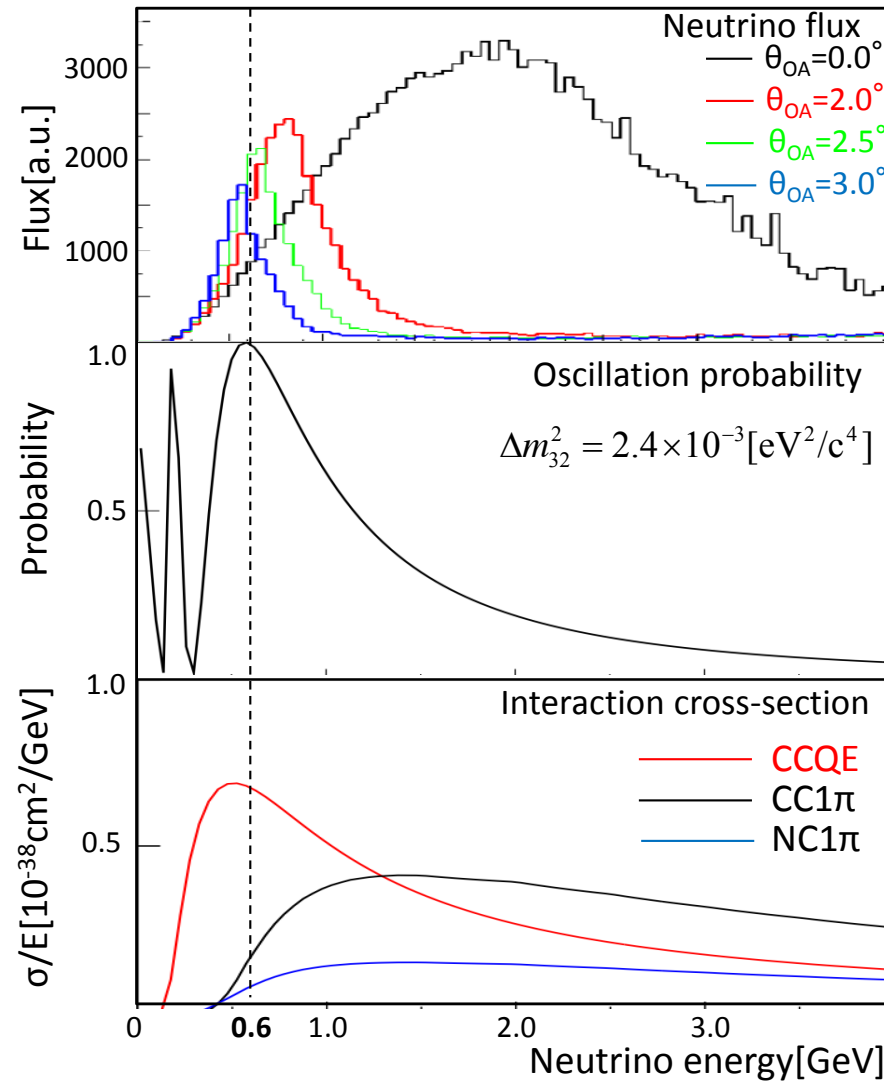 Neutrino flux
θOA=0.0°
θOA=2.0°
θOA=2.5°
θOA=3.0°
Flux[a.u.]
3000
2000
1000
Oscillation probability
Δm²₃₂ = 2.4×10⁻³[eV²/c⁴]
Probability
1.0
0.5
Interaction cross-section
CCQE
CC1π
NC1π
σ/E[10⁻³⁸cm²/GeV]
1.0
0.5
0 0.6 1.0 2.0 3.0
Neutrino energy[GeV]